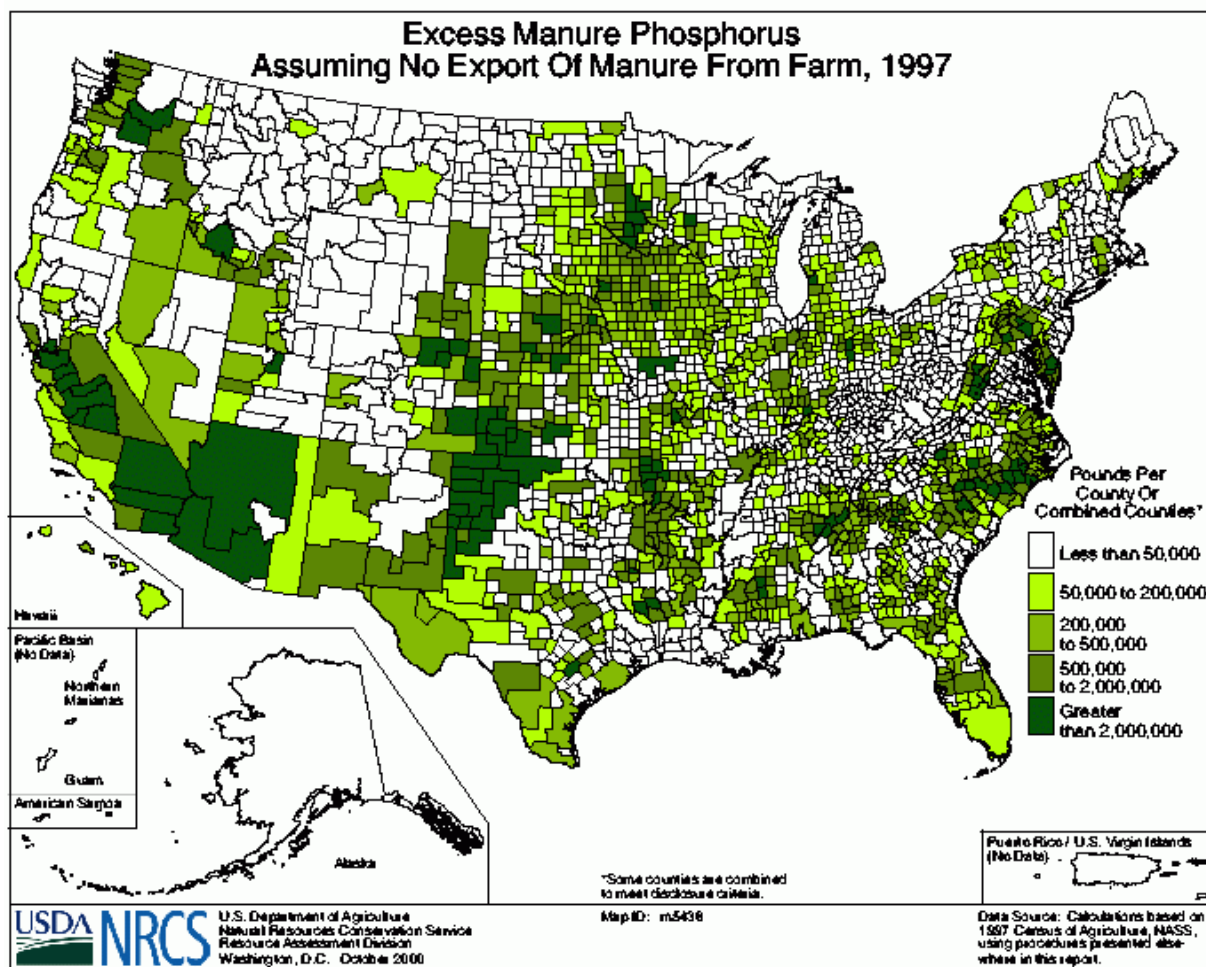 Excess Manure Phosphorus
Assuming No Export Of Manure From Farm, 1997
Pounds Per
County Or
Combined Counties*
Less than 50,000
50,000 to 200,000
200,000
to 500,000
500,000
to 2,000,000
Greater
than 2,000,000
Hawaii
Pacific Basin
(No Data)
Northern
Marianas
Guam
American Samoa
Alaska
*Some counties are combined
to meet disclosure criteria.
Puerto Rico / U.S. Virgin Islands
(No Data)
USDA NRCS
U.S. Department of Agriculture
Natural Resources Conservation Service
Resource Assessment Division
Washington, D.C. October 2000
Map ID: m5438
Data Source: Calculations based on
1997 Census of Agriculture, NASS,
using procedures presented else-
where in this report.